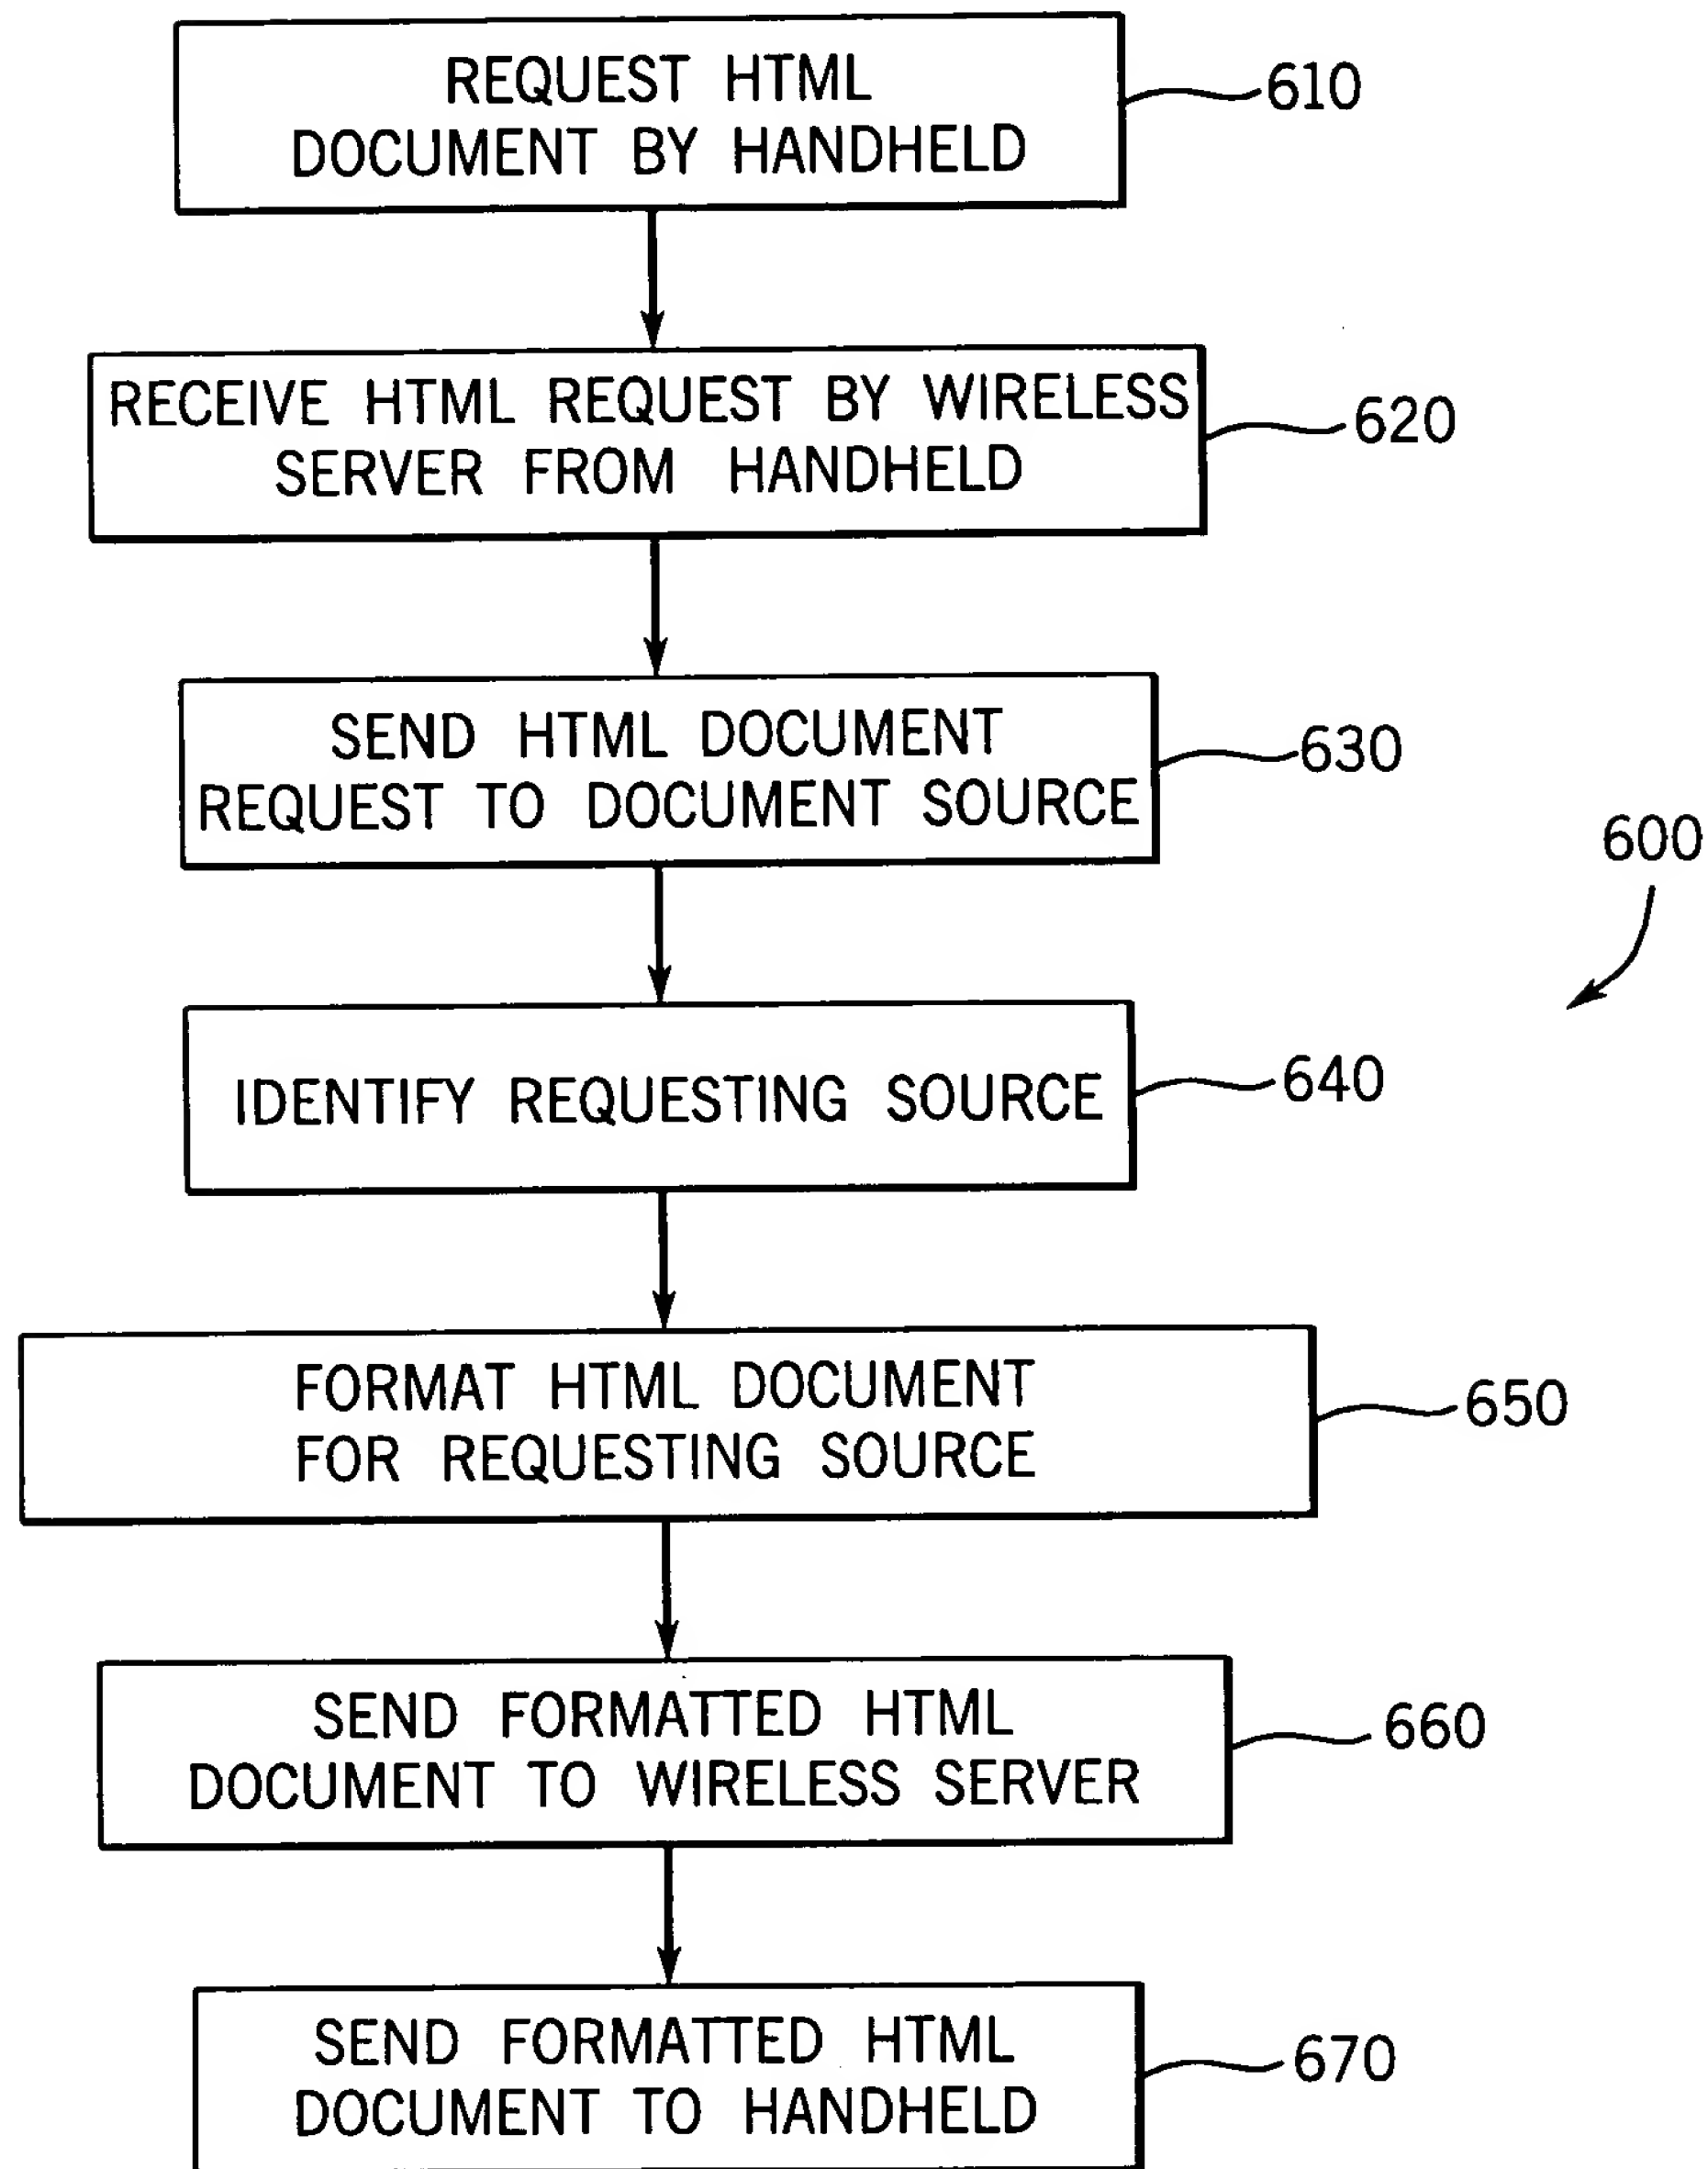 REQUEST HTML
DOCUMENT BY HANDHELD
610
RECEIVE HTML REQUEST BY WIRELESS
SERVER FROM HANDHELD
620
SEND HTML DOCUMENT
REQUEST TO DOCUMENT SOURCE
630
600
IDENTIFY REQUESTING SOURCE
640
FORMAT HTML DOCUMENT
FOR REQUESTING SOURCE
650
SEND FORMATTED HTML
DOCUMENT TO WIRELESS SERVER
660
SEND FORMATTED HTML
DOCUMENT TO HANDHELD
670